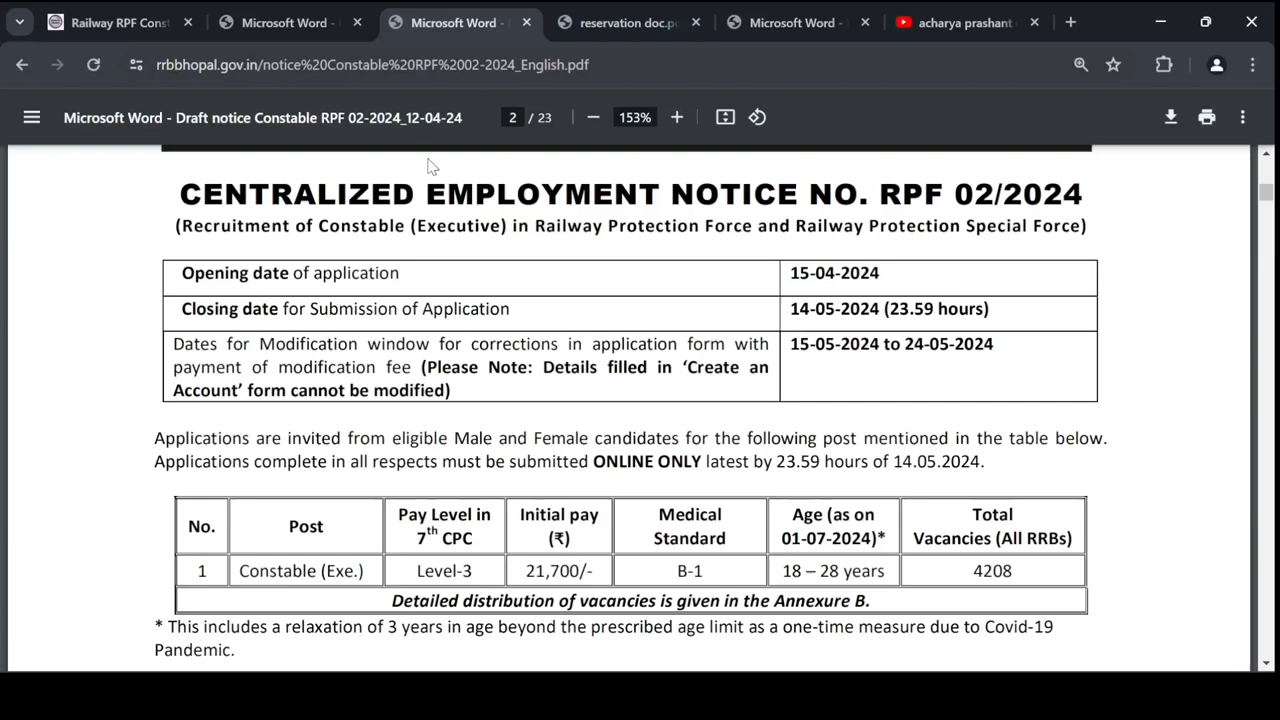 Railway RPF Const
Microsoft Word -
Microsoft Word -
reservation doc.p
Microsoft Word -
acharya prashant
rrbbhopal.gov.in/notice%20Constable%20RPF%2002-2024_English.pdf
Microsoft Word - Draft notice Constable RPF 02-2024_12-04-24
2 / 23
153%
CENTRALIZED EMPLOYMENT NOTICE NO. RPF 02/2024
(Recruitment of Constable (Executive) in Railway Protection Force and Railway Protection Special Force)
Opening date of application 15-04-2024
Closing date for Submission of Application 14-05-2024 (23.59 hours)
Dates for Modification window for corrections in application form with 15-05-2024 to 24-05-2024
payment of modification fee (Please Note: Details filled in ‘Create an
Account’ form cannot be modified)
Applications are invited from eligible Male and Female candidates for the following post mentioned in the table below.
Applications complete in all respects must be submitted ONLINE ONLY latest by 23.59 hours of 14.05.2024.
No. Post Pay Level in 7th CPC Initial pay (₹) Medical Standard Age (as on 01-07-2024)* Total Vacancies (All RRBs)
1 Constable (Exe.) Level-3 21,700/- B-1 18 – 28 years 4208
Detailed distribution of vacancies is given in the Annexure B.
* This includes a relaxation of 3 years in age beyond the prescribed age limit as a one-time measure due to Covid-19
Pandemic.